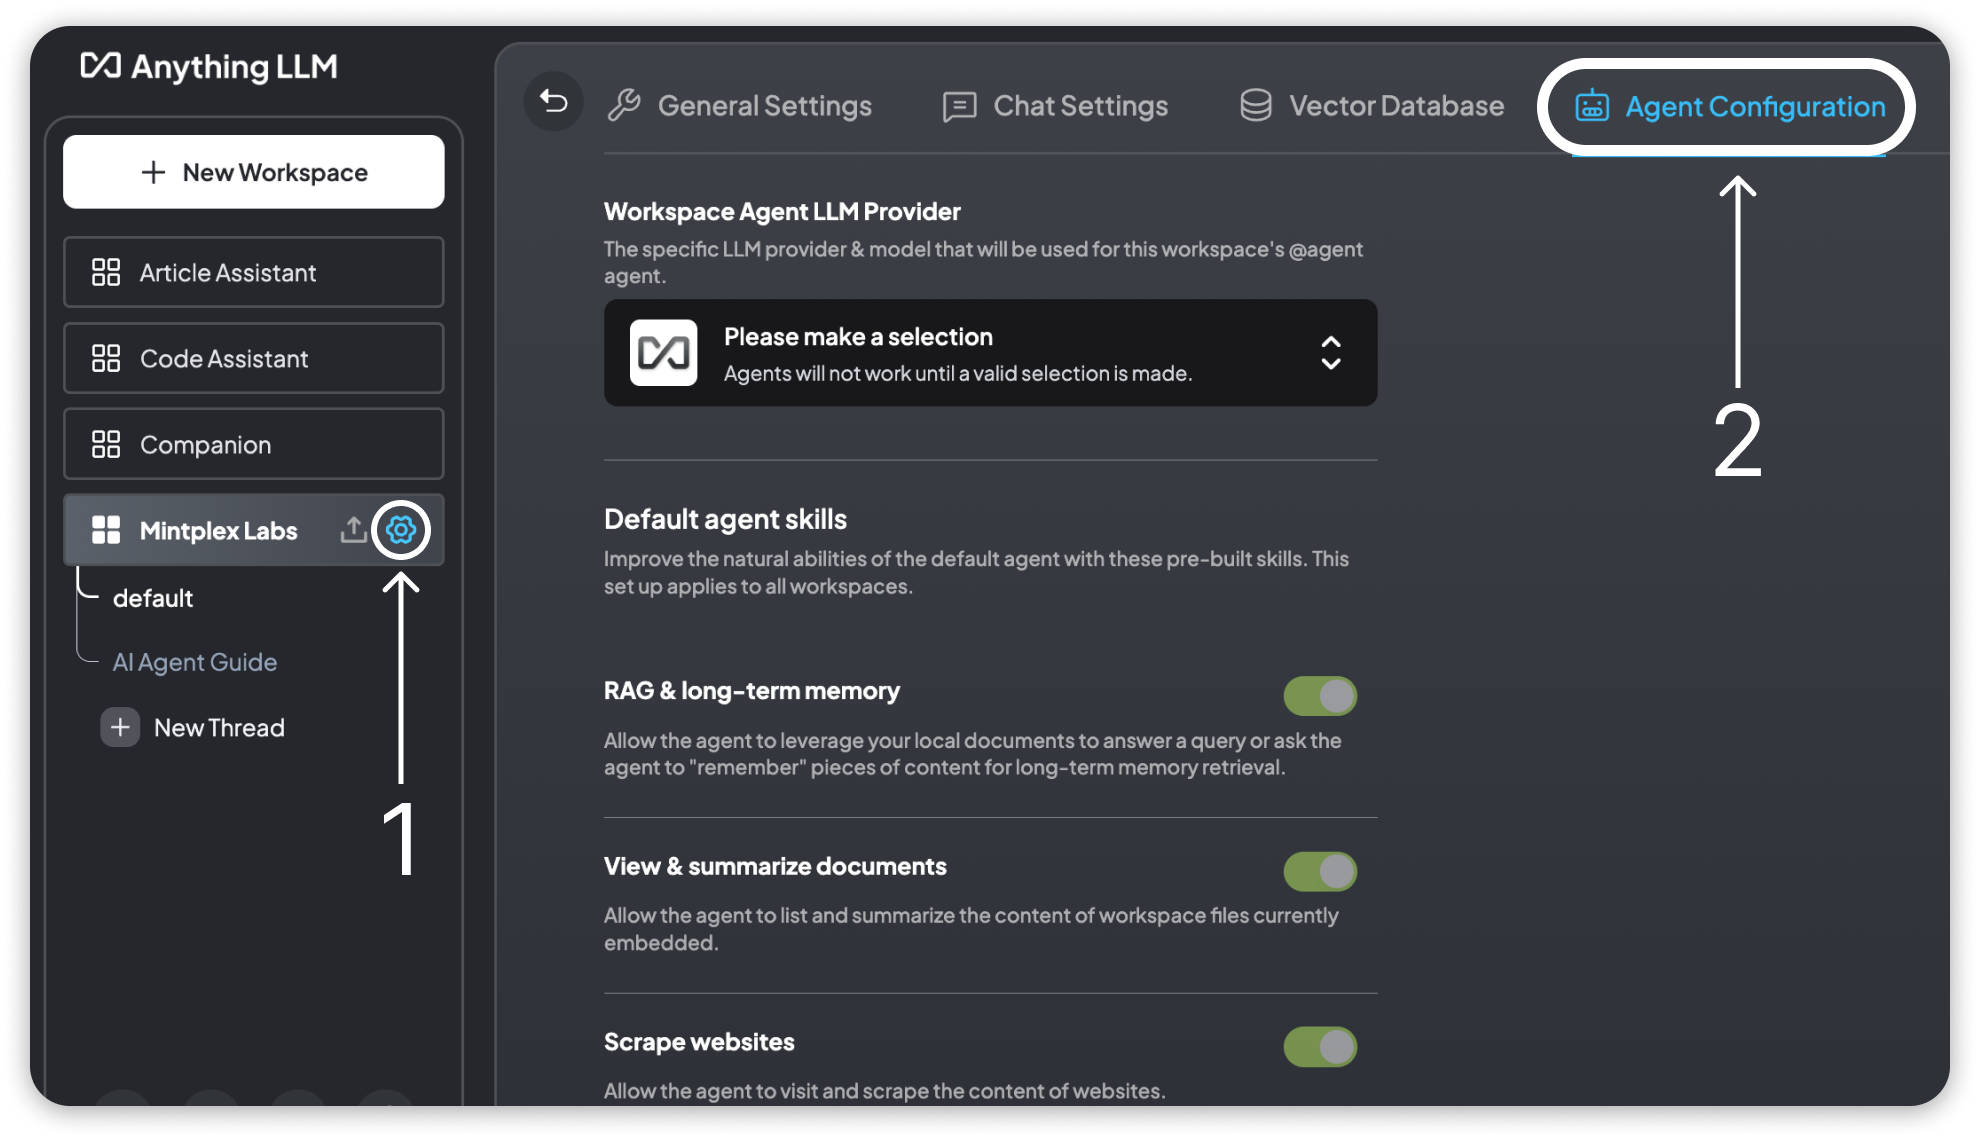 Anything LLM
New Workspace
Article Assistant
Code Assistant
Companion
Mintplex Labs
default
AI Agent Guide
New Thread
1
General Settings
Chat Settings
Vector Database
Agent Configuration
2
Workspace Agent LLM Provider
The specific LLM provider & model that will be used for this workspace's @agent
agent.
Please make a selection
Agents will not work until a valid selection is made.
Default agent skills
Improve the natural abilities of the default agent with these pre-built skills. This
set up applies to all workspaces.
RAG & long-term memory
Allow the agent to leverage your local documents to answer a query or ask the
agent to "remember" pieces of content for long-term memory retrieval.
View & summarize documents
Allow the agent to list and summarize the content of workspace files currently
embedded.
Scrape websites
Allow the agent to visit and scrape the content of websites.